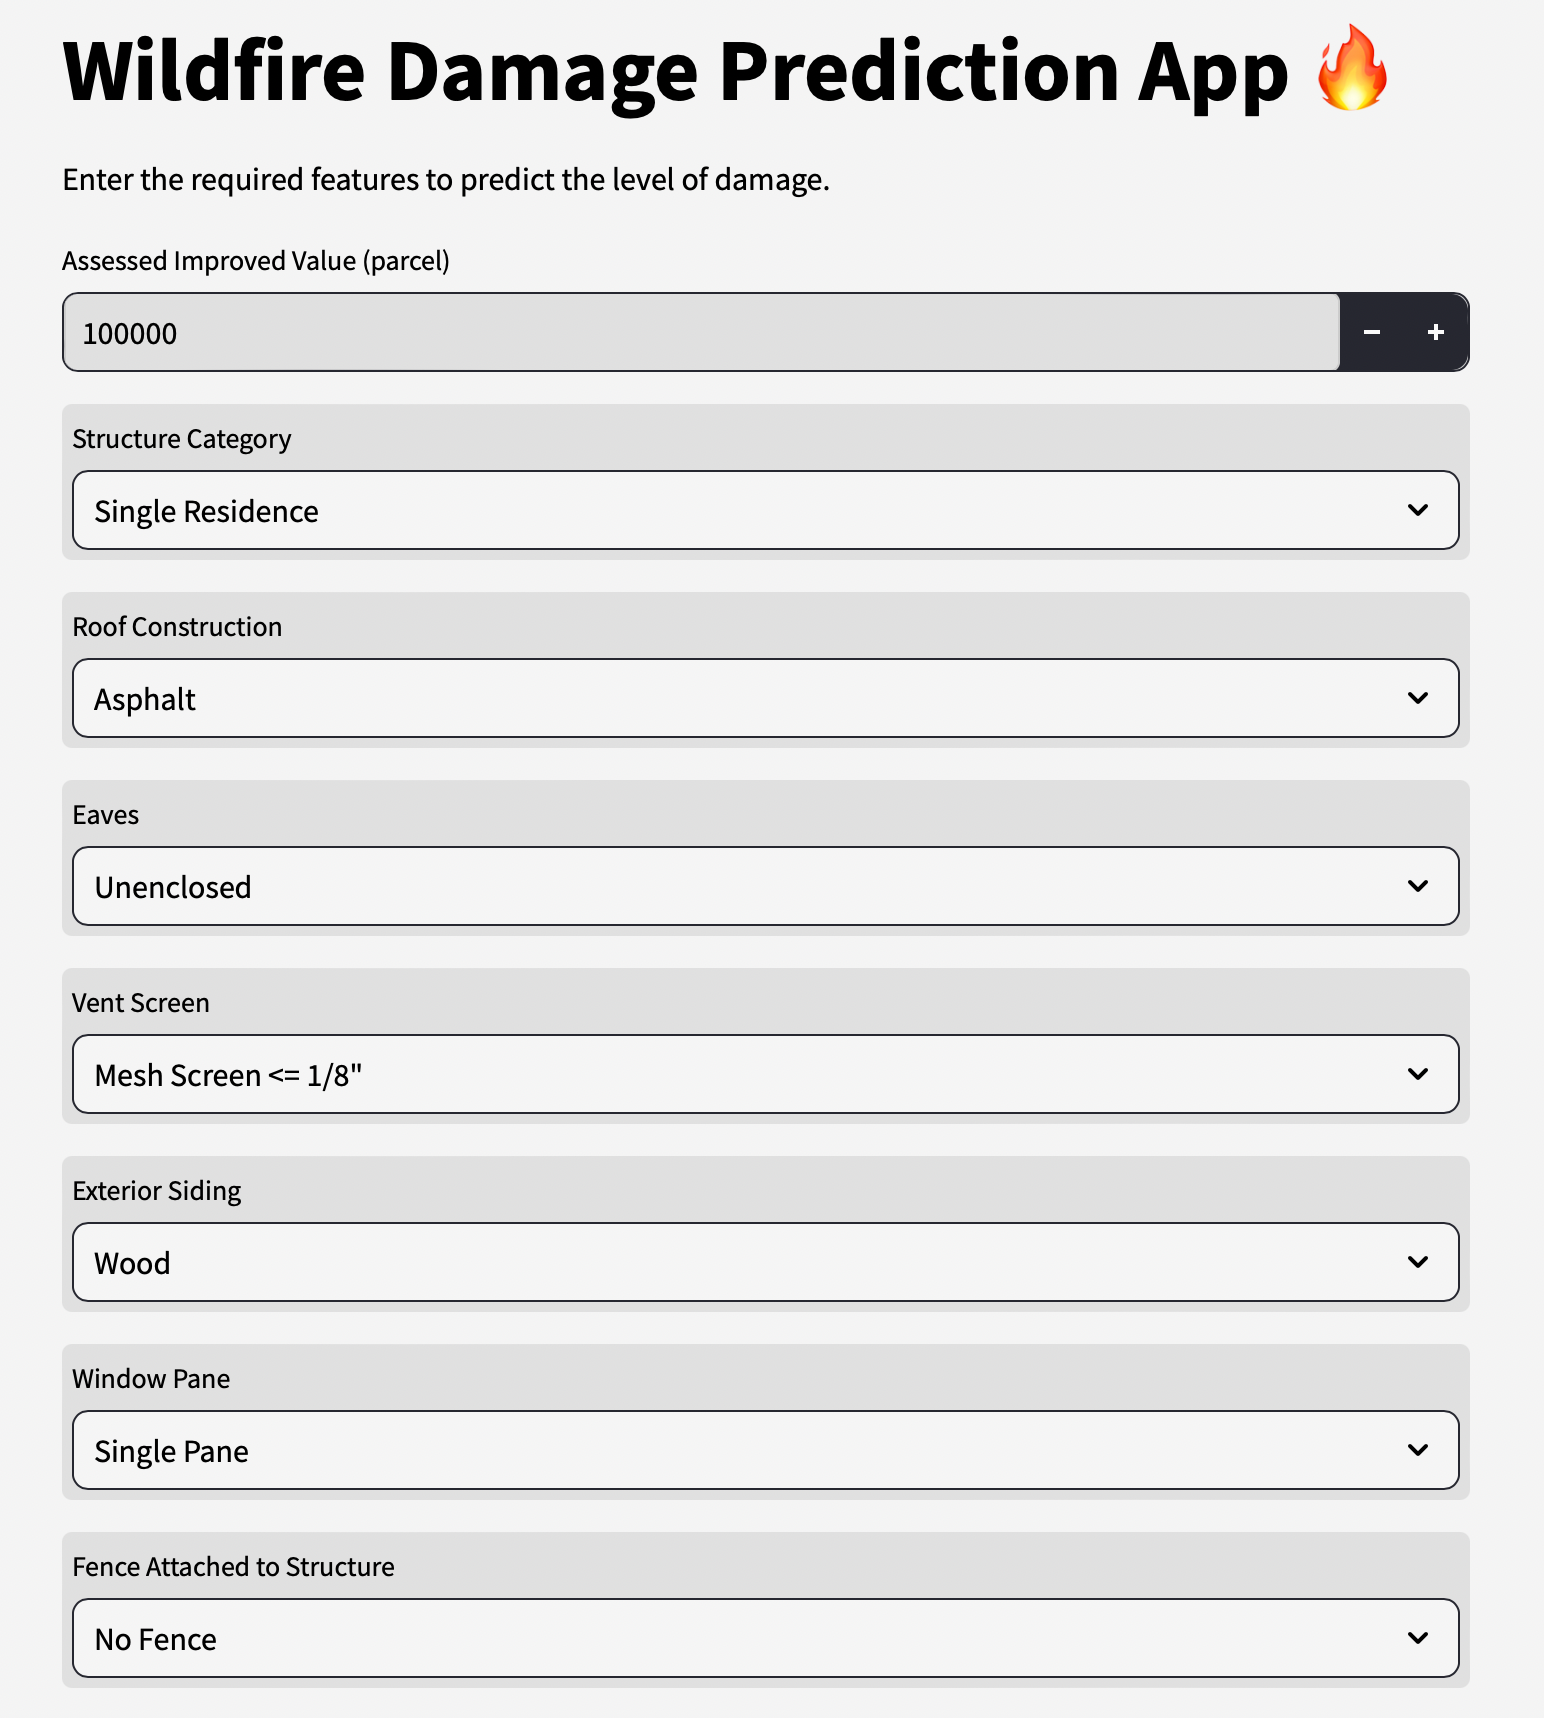 Wildfire Damage Prediction App 🔥
Enter the required features to predict the level of damage.
Assessed Improved Value (parcel)
100000
Structure Category
Single Residence
Roof Construction
Asphalt
Eaves
Unenclosed
Vent Screen
Mesh Screen <= 1/8"
Exterior Siding
Wood
Window Pane
Single Pane
Fence Attached to Structure
No Fence